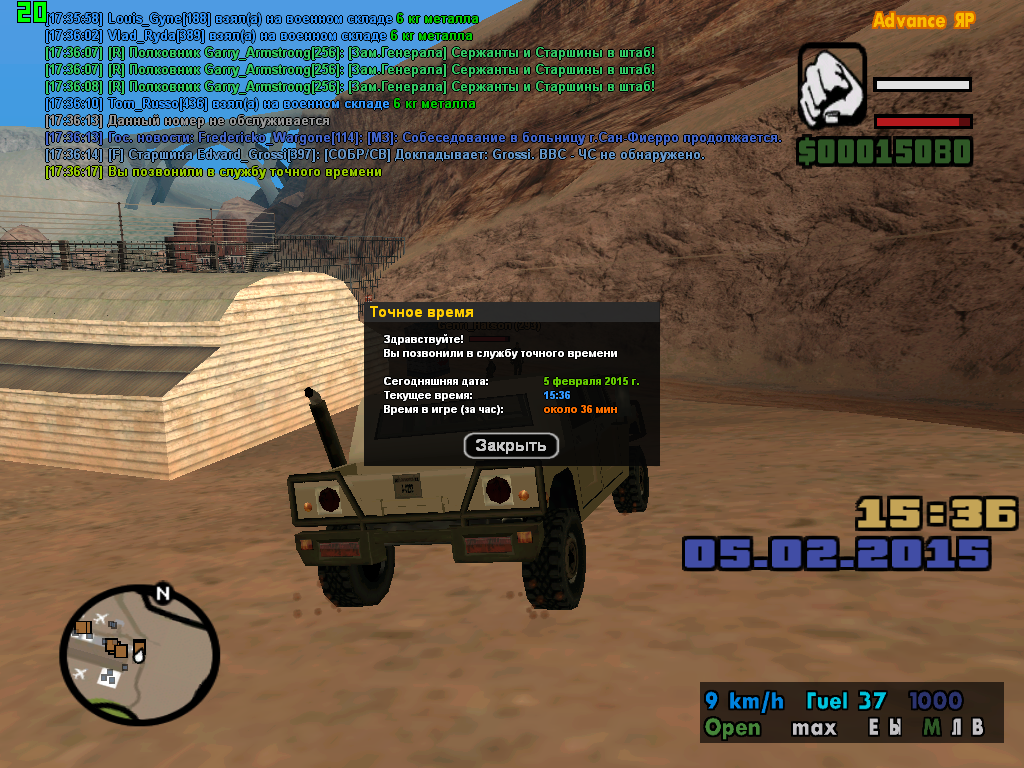 20
[17:35:58] Louis_Gyne[188] взял(а) на военном складе 6 кг металла
Advance ЯP
[17:36:02] Vlad_Ryda[389] взял(а) на военном складе 6 кг металла
[17:36:07] [R] Полковник Garry_Armstrong[256]: [Зам.Генерала] Сержанты и Старшины в штаб!
[17:36:07] [R] Полковник Garry_Armstrong[256]: [Зам.Генерала] Сержанты и Старшины в штаб!
[17:36:08] [R] Полковник Garry_Armstrong[256]: [Зам.Генерала] Сержанты и Старшины в штаб!
[17:36:10] Tom_Russo[436] взял(а) на военном складе 6 кг металла
[17:36:13] Данный номер не обслуживается
[17:36:13] Гос. новости: Fredericko_Wargone[114]: [МЗ]: Собеседование в больницу г.Сан-Фиерро продолжается.
$00015080
[17:36:14] [F] Старшина Edvard_Grossi[397]: [СОБР/СВ] Докладывает: Grossi. ВВС - ЧС не обнаружено.
[17:36:17] Вы позвонили в службу точного времени
Точное время
Здравствуйте!
Вы позвонили в службу точного времени
Сегодняшняя дата: 5 февраля 2015 г.
Текущее время: 15:36
Время в игре (за час): около 36 мин
Закрыть
15:36
05.02.2015
N
9 km/h Fuel 37 1000
Open max E Ы М Л В